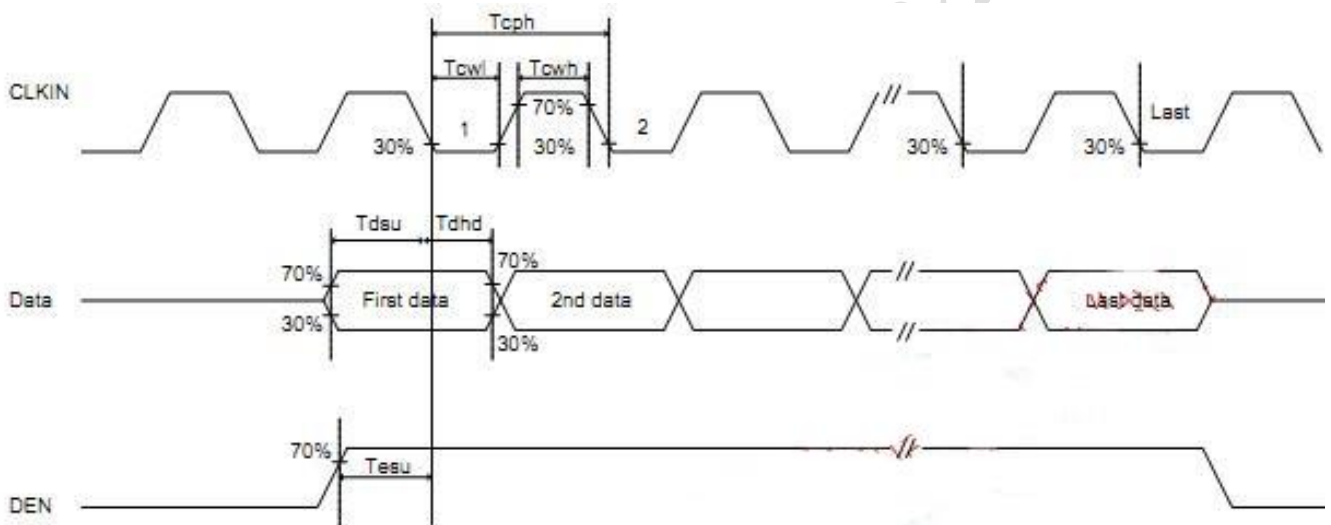 Tcph
Tcwl Tcwh
CLKIN
70%
1 2 Last
30% 30% 30% 30%
Tdsu Tdhd
70% 70%
Data First data 2nd data Last data
30% 30%
70%
Tesu
DEN